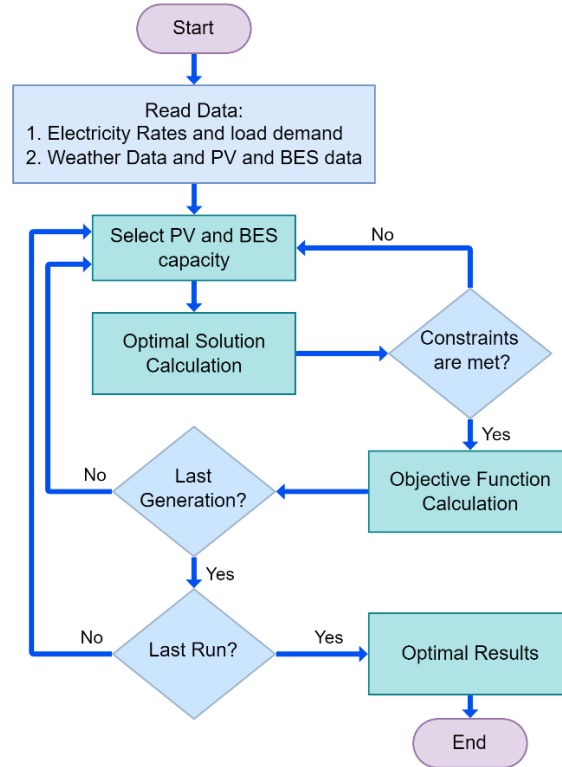 Start
Read Data:
1. Electricity Rates and load demand
2. Weather Data and PV and BES data
Select PV and BES
capacity
No
Optimal Solution
Calculation
Constraints
are met?
Yes
Objective Function
Calculation
Last
Generation?
No
Yes
Last Run?
No
Yes
Optimal Results
End